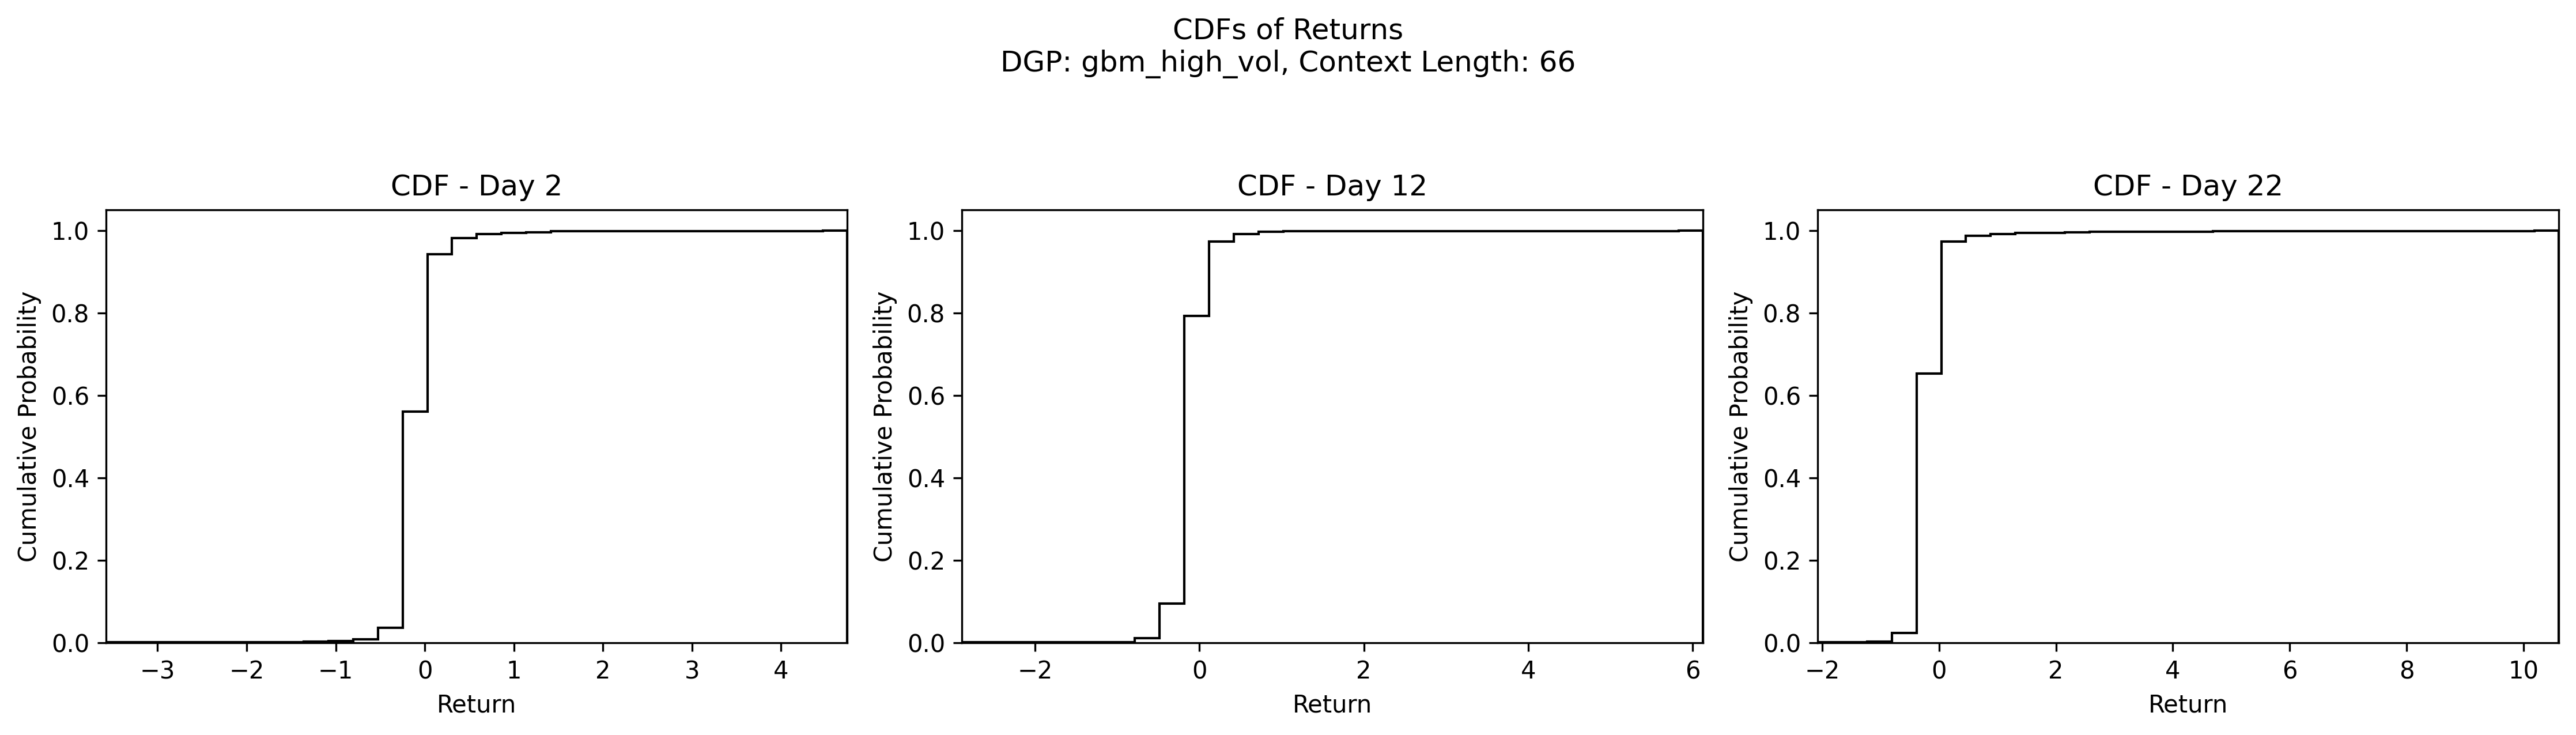 CDFs of Returns
DGP: gbm_high_vol, Context Length: 66
CDF - Day 2
1.0
0.8
0.6
0.4
0.2
0.0
Cumulative Probability
−3 −2 −1 0 1 2 3 4
Return
CDF - Day 12
1.0
0.8
0.6
0.4
0.2
0.0
Cumulative Probability
−2 0 2 4 6
Return
CDF - Day 22
1.0
0.8
0.6
0.4
0.2
0.0
Cumulative Probability
−2 0 2 4 6 8 10
Return